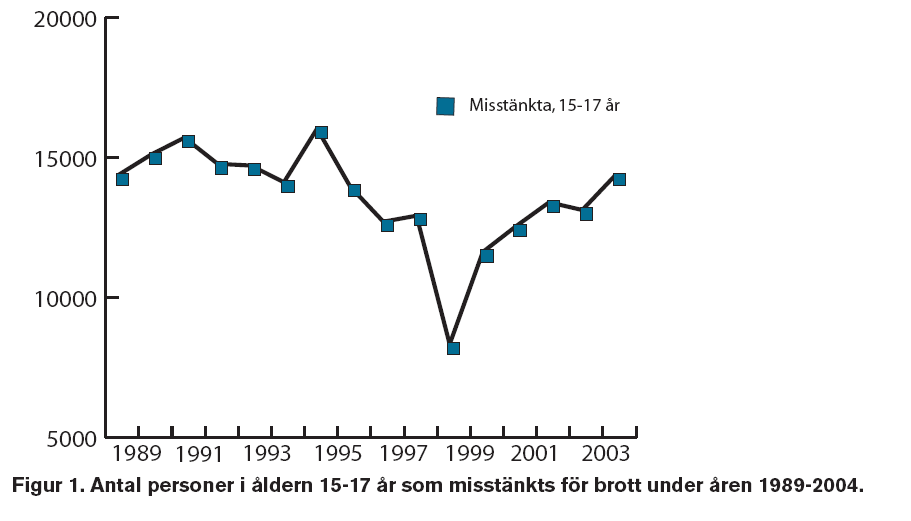 20000
Misstänkta, 15-17 år
15000
10000
5000
1989 1991 1993 1995 1997 1999 2001 2003
Figur 1. Antal personer i åldern 15-17 år som misstänkts för brott under åren 1989-2004.